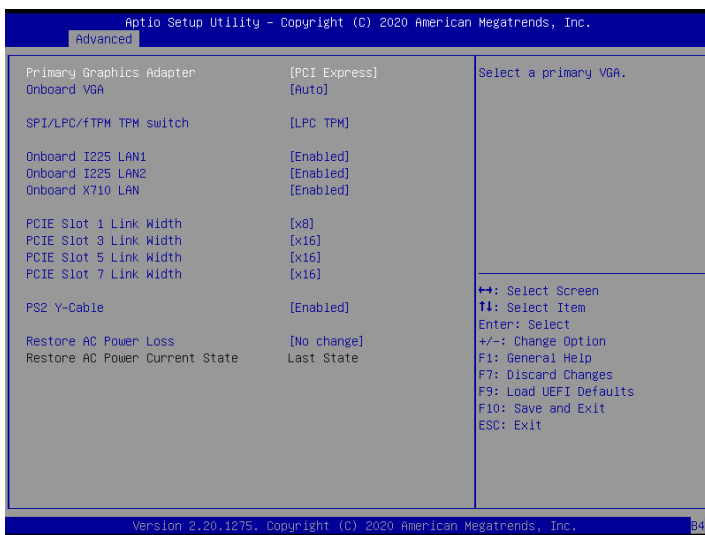 Aptio Setup Utility – Copyright (C) 2020 American Megatrends, Inc.
Advanced
Primary Graphics Adapter [PCI Express]
Onboard VGA [Auto]
SPI/LPC/fTPM TPM switch [LPC TPM]
Onboard I225 LAN1 [Enabled]
Onboard I225 LAN2 [Enabled]
Onboard X710 LAN [Enabled]
PCIE Slot 1 Link Width [x8]
PCIE Slot 3 Link Width [x16]
PCIE Slot 5 Link Width [x16]
PCIE Slot 7 Link Width [x16]
PS2 Y-Cable [Enabled]
Restore AC Power Loss [No change]
Restore AC Power Current State Last State
Select a primary VGA.
↔: Select Screen
↑↓: Select Item
Enter: Select
+/-: Change Option
F1: General Help
F7: Discard Changes
F9: Load UEFI Defaults
F10: Save and Exit
ESC: Exit
Version 2.20.1275. Copyright (C) 2020 American Megatrends, Inc.
B4